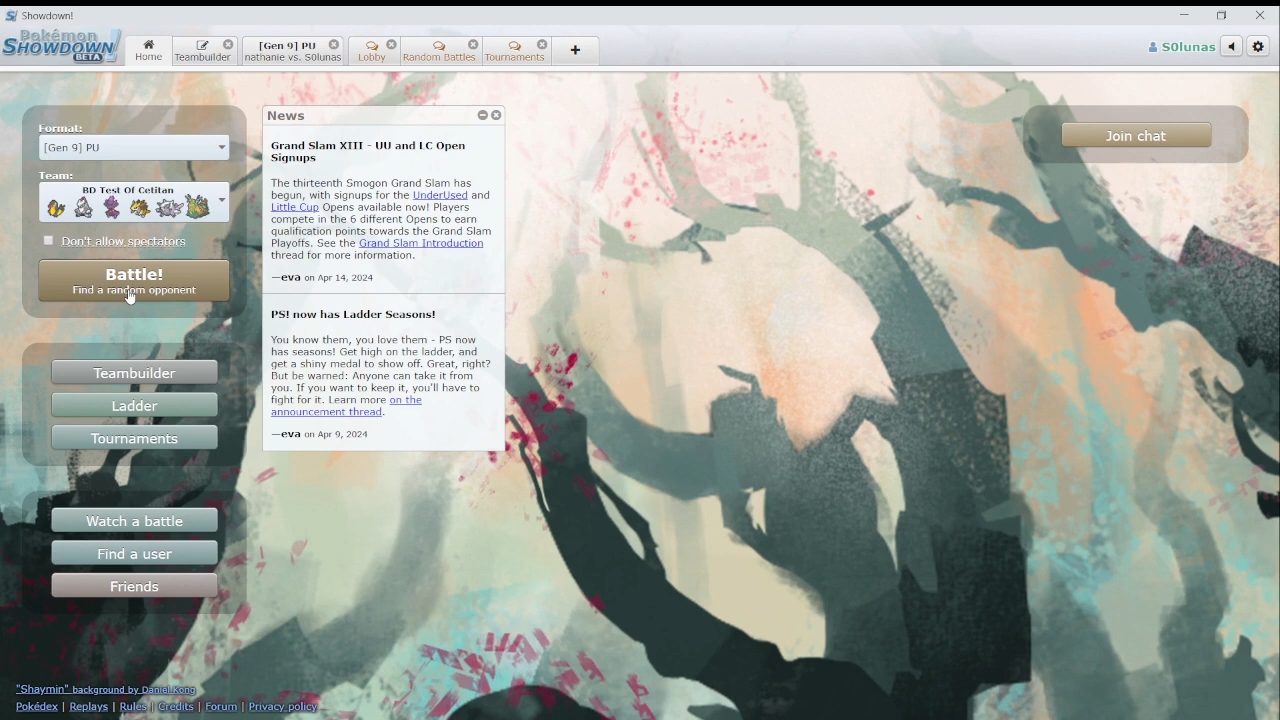 Showdown!
Pokémon
SHOWDOWN!
BETA
Home
Teambuilder
[Gen 9] PU
nathanie vs. S0lunas
Lobby
Random Battles
Tournaments
+
S0lunas
Format:
[Gen 9] PU
Team:
BD Test Of Cetitan
Don't allow spectators
Battle!
Find a random opponent
Teambuilder
Ladder
Tournaments
Watch a battle
Find a user
Friends
News
Grand Slam XIII - UU and LC Open
Signups
The thirteenth Smogon Grand Slam has
begun, with signups for the UnderUsed and
Little Cup Opens available now! Players
compete in the 6 different Opens to earn
qualification points towards the Grand Slam
Playoffs. See the Grand Slam Introduction
thread for more information.
—eva on Apr 14, 2024
PS! now has Ladder Seasons!
You know them, you love them - PS now
has seasons! Get high on the ladder, and
get a shiny medal to show off. Great, right?
But be warned: Anyone can take it from
you. If you want to keep it, you'll have to
fight for it. Learn more on the
announcement thread.
—eva on Apr 9, 2024
Join chat
"Shaymin" background by Daniel Kong
Pokédex | Replays | Rules | Credits | Forum | Privacy policy